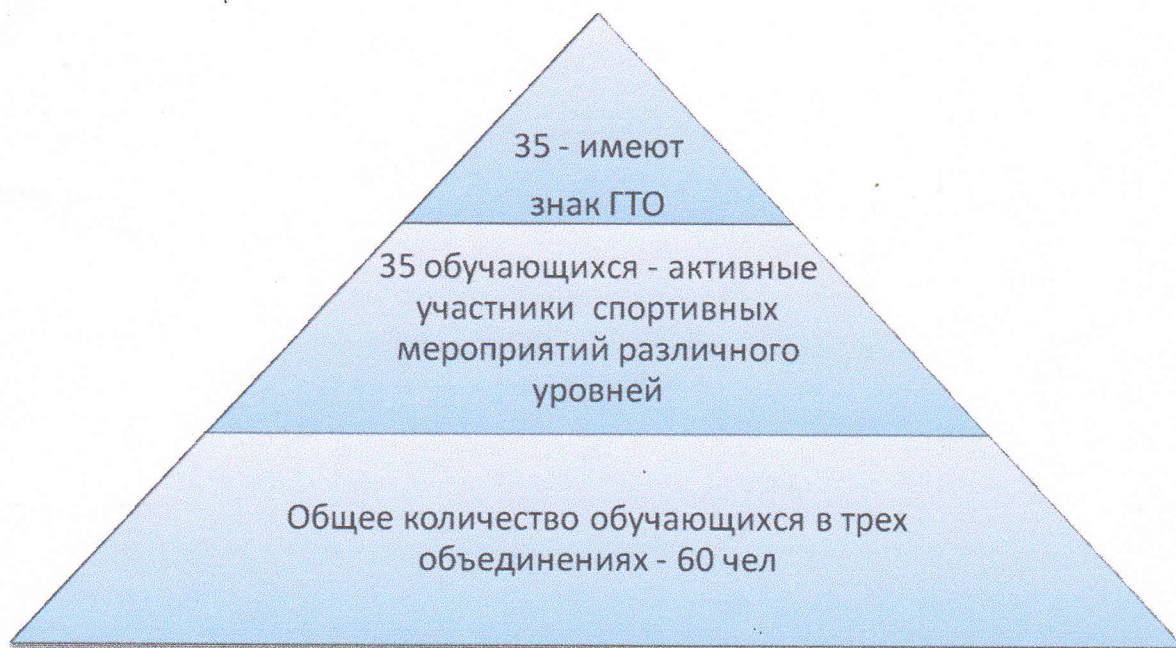 35 - имеют
знак ГТО
35 обучающихся - активные
участники спортивных
мероприятий различного
уровней
Общее количество обучающихся в трех
объединениях - 60 чел